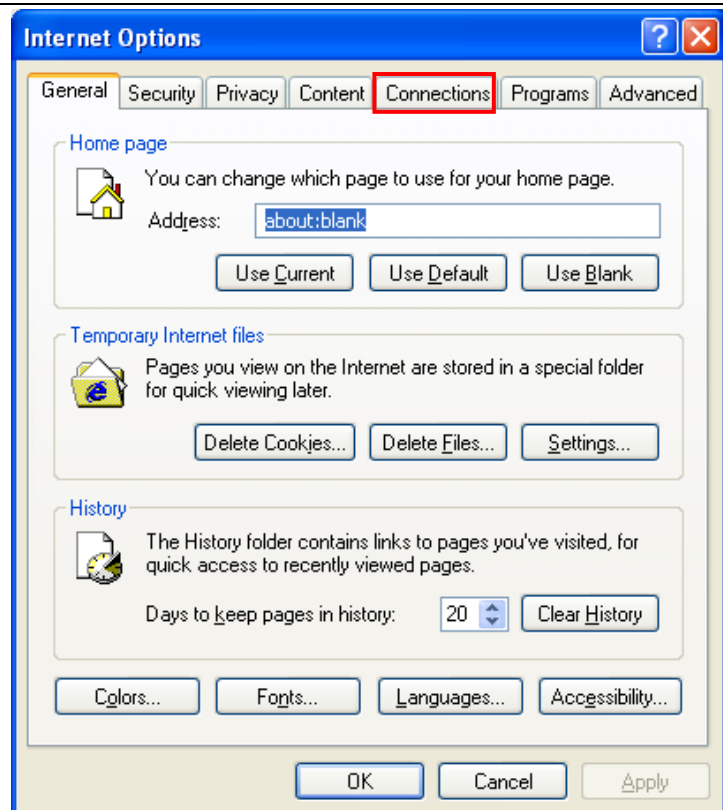 Internet Options
General Security Privacy Content Connections Programs Advanced
Home page
You can change which page to use for your home page.
Address: about:blank
Use Current Use Default Use Blank
Temporary Internet files
Pages you view on the Internet are stored in a special folder
for quick viewing later.
Delete Cookies... Delete Files... Settings...
History
The History folder contains links to pages you've visited, for
quick access to recently viewed pages.
Days to keep pages in history: 20 Clear History
Colors... Fonts... Languages... Accessibility...
OK Cancel Apply